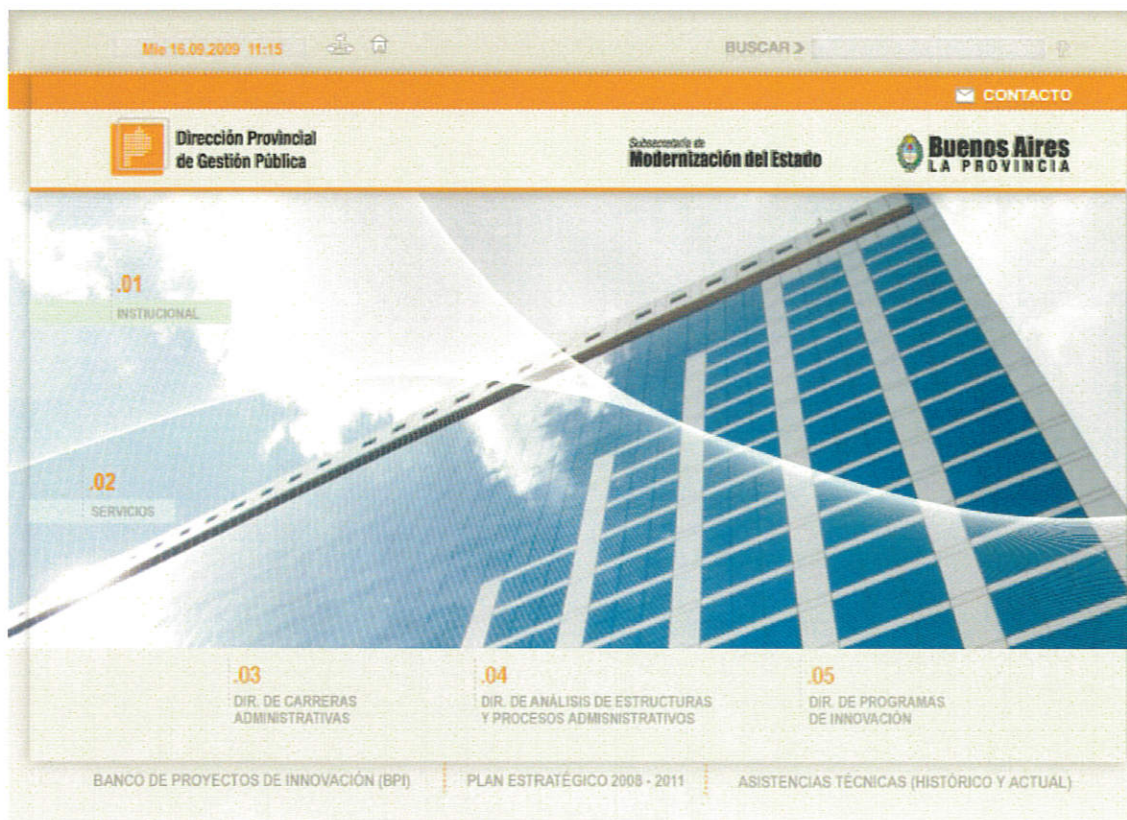 Mie 16.09.2009 11:15
BUSCAR >
CONTACTO
Dirección Provincial
de Gestión Pública
Subsecretaría de
Modernización del Estado
Buenos Aires
LA PROVINCIA
.01
INSTIUCIONAL
.02
SERVICIOS
.03
DIR. DE CARRERAS
ADMINISTRATIVAS
.04
DIR. DE ANÁLISIS DE ESTRUCTURAS
Y PROCESOS ADMISNISTRATIVOS
.05
DIR. DE PROGRAMAS
DE INNOVACIÓN
BANCO DE PROYECTOS DE INNOVACIÓN (BPI)
PLAN ESTRATÉGICO 2008 - 2011
ASISTENCIAS TÉCNICAS (HISTÓRICO Y ACTUAL)